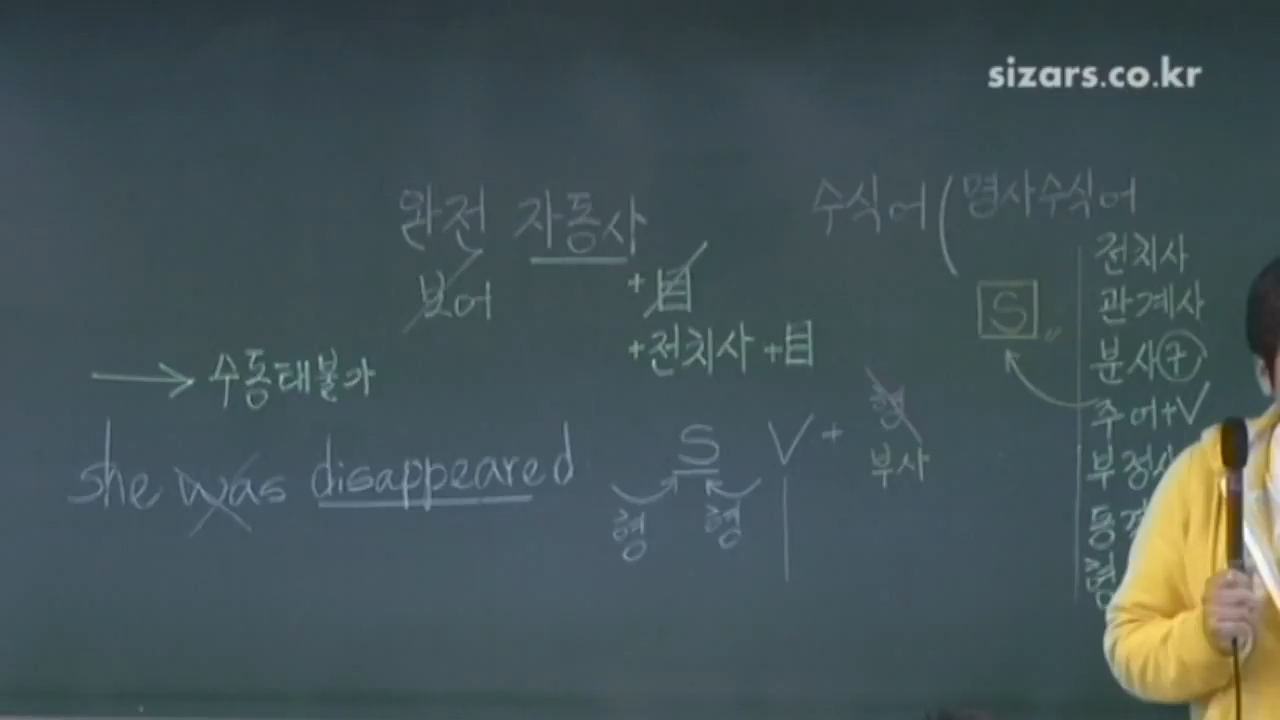 sizars.co.kr
완전 자동사
보어 +目
+전치사 +目
→ 수동태불가
she was disappeared
S V + 형
부사
형 형
수식어 ( 명사수식어
S
전치사
관계사
분사구
주어+V
부정사
동격